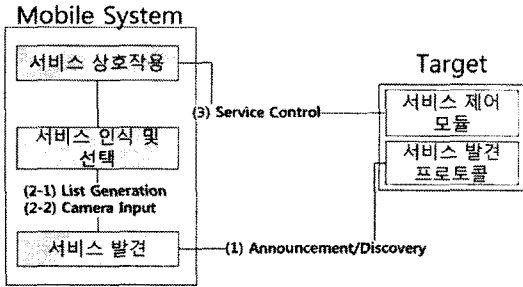 Mobile System
서비스 상호작용
Target
(3) Service Control
서비스 제어
모듈
서비스 인식 및
선택
서비스 발견
프로토콜
(2-1) List Generation
(2-2) Camera Input
서비스 발견
(1) Announcement/Discovery